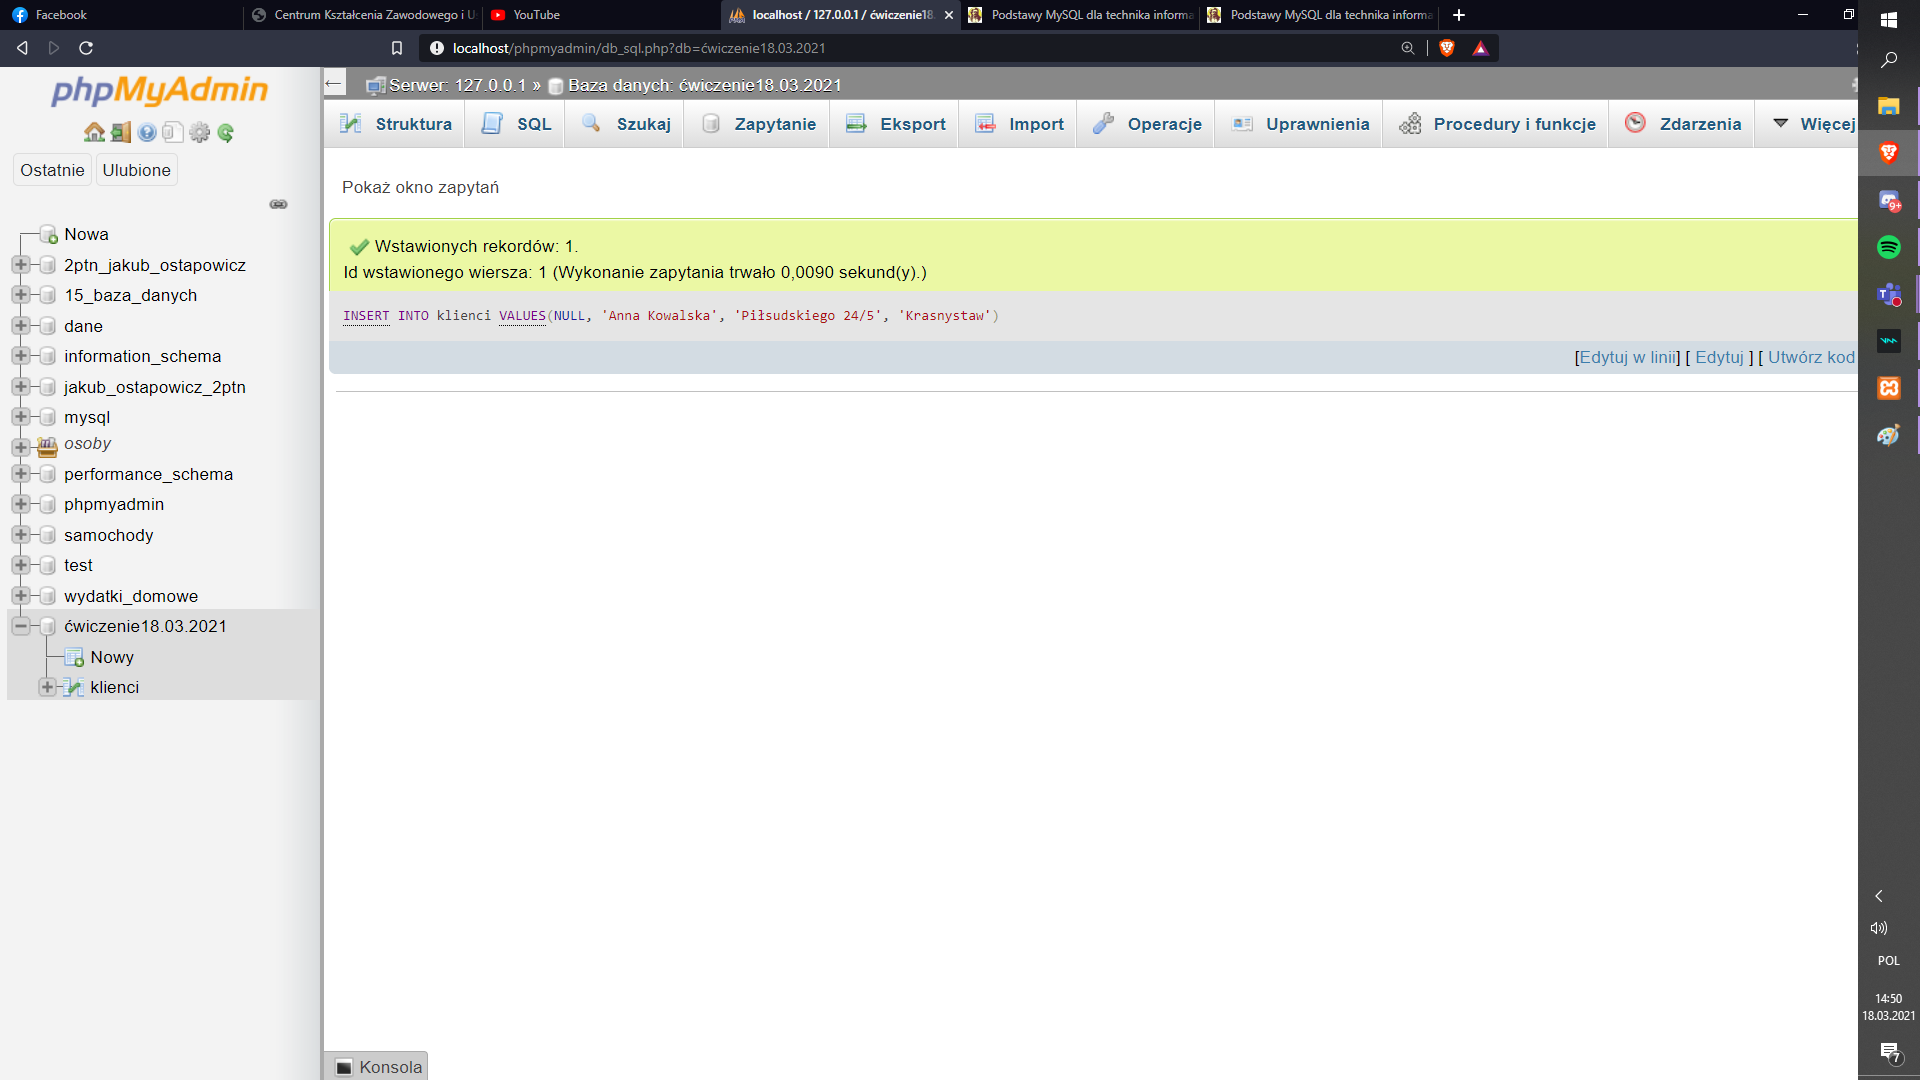 Facebook
Centrum Kształcenia Zawodowego i U
YouTube
localhost / 127.0.0.1 / ćwiczenie18.
Podstawy MySQL dla technika informa
Podstawy MySQL dla technika informa
localhost/phpmyadmin/db_sql.php?db=ćwiczenie18.03.2021
phpMyAdmin
Ostatnie
Ulubione
Nowa
2ptn_jakub_ostapowicz
15_baza_danych
dane
information_schema
jakub_ostapowicz_2ptn
mysql
osoby
performance_schema
phpmyadmin
samochody
test
wydatki_domowe
ćwiczenie18.03.2021
Nowy
klienci
Serwer: 127.0.0.1 » Baza danych: ćwiczenie18.03.2021
Struktura
SQL
Szukaj
Zapytanie
Eksport
Import
Operacje
Uprawnienia
Procedury i funkcje
Zdarzenia
Więcej
Pokaż okno zapytań
Wstawionych rekordów: 1.
Id wstawionego wiersza: 1 (Wykonanie zapytania trwało 0,0090 sekund(y).)
INSERT INTO klienci VALUES(NULL, 'Anna Kowalska', 'Piłsudskiego 24/5', 'Krasnystaw')
[Edytuj w linii] [ Edytuj ] [ Utwórz kod
Konsola
9+
POL
14:50
18.03.2021
7